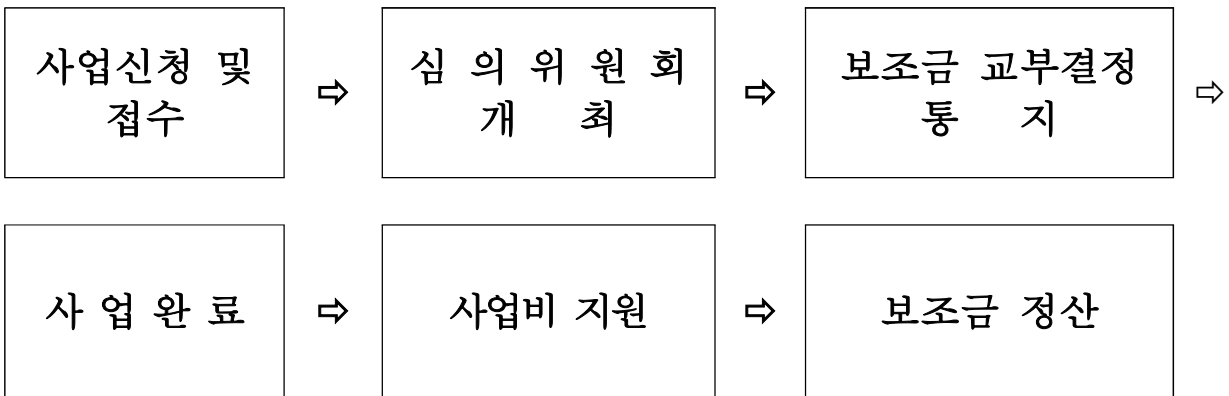 사업신청 및
접수
⇨
심 의 위 원 회
개 최
⇨
보조금 교부결정
통 지
⇨
사 업 완 료
⇨
사업비 지원
⇨
보조금 정산